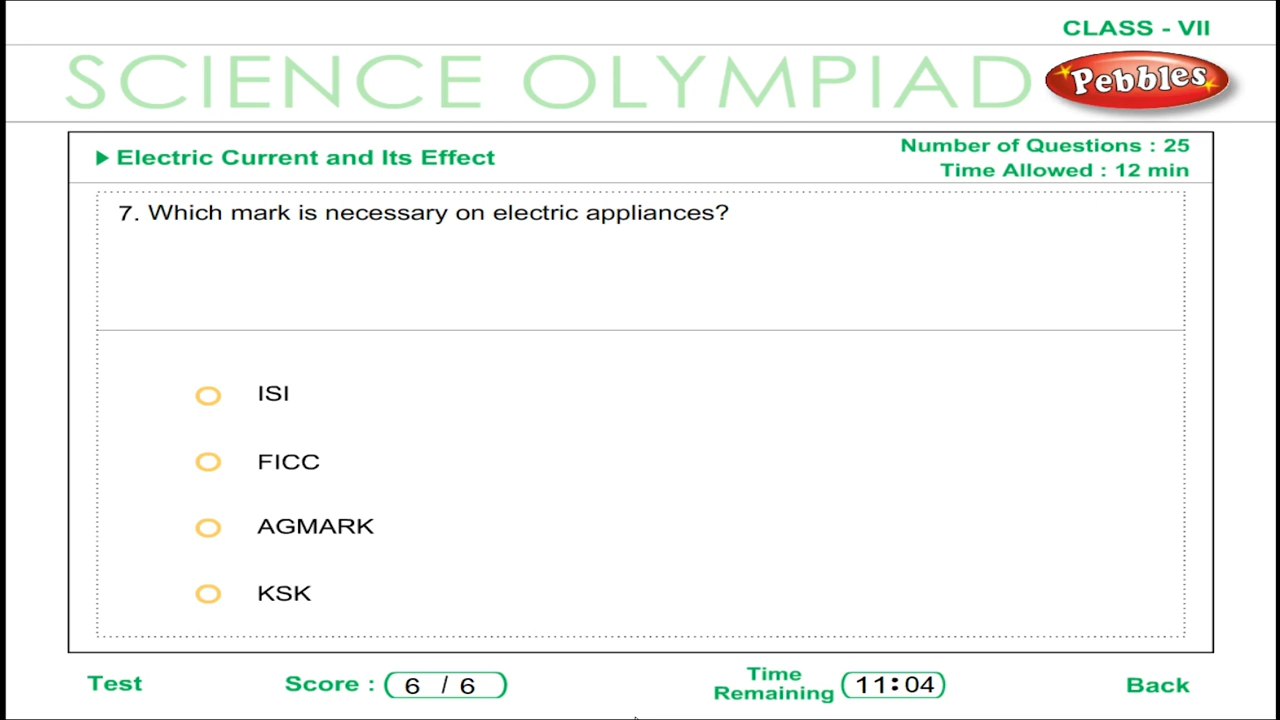 CLASS - VII
SCIENCE OLYMPIAD
Pebbles
Electric Current and Its Effect
Number of Questions : 25
Time Allowed : 12 min
7. Which mark is necessary on electric appliances?
ISI
FICC
AGMARK
KSK
Test
Score : 6 / 6
Time
Remaining 11:04
Back